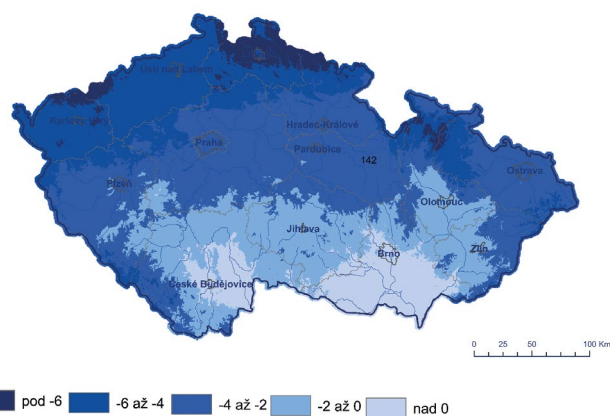 Ústí nad Labem
Karlovy Vary
Praha
Hradec Králové
Pardubice
142
Plzeň
Ostrava
Olomouc
Jihlava
Brno
Zlín
České Budějovice
0 25 50 100 Km
pod -6 -6 až -4 -4 až -2 -2 až 0 nad 0